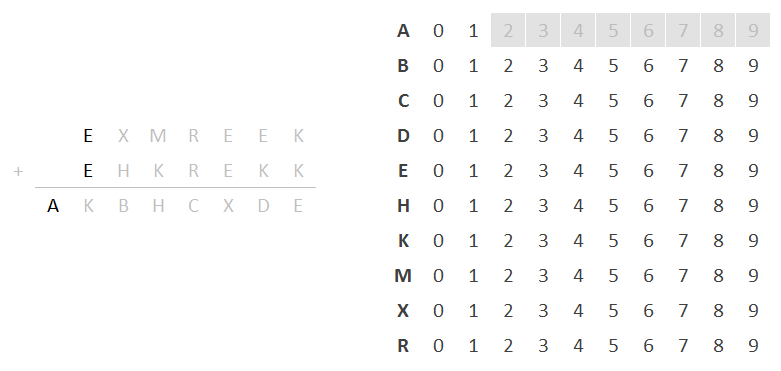 E X M R E E K
+ E H K R E K K
A K B H C X D E
A 0 1 2 3 4 5 6 7 8 9
B 0 1 2 3 4 5 6 7 8 9
C 0 1 2 3 4 5 6 7 8 9
D 0 1 2 3 4 5 6 7 8 9
E 0 1 2 3 4 5 6 7 8 9
H 0 1 2 3 4 5 6 7 8 9
K 0 1 2 3 4 5 6 7 8 9
M 0 1 2 3 4 5 6 7 8 9
X 0 1 2 3 4 5 6 7 8 9
R 0 1 2 3 4 5 6 7 8 9